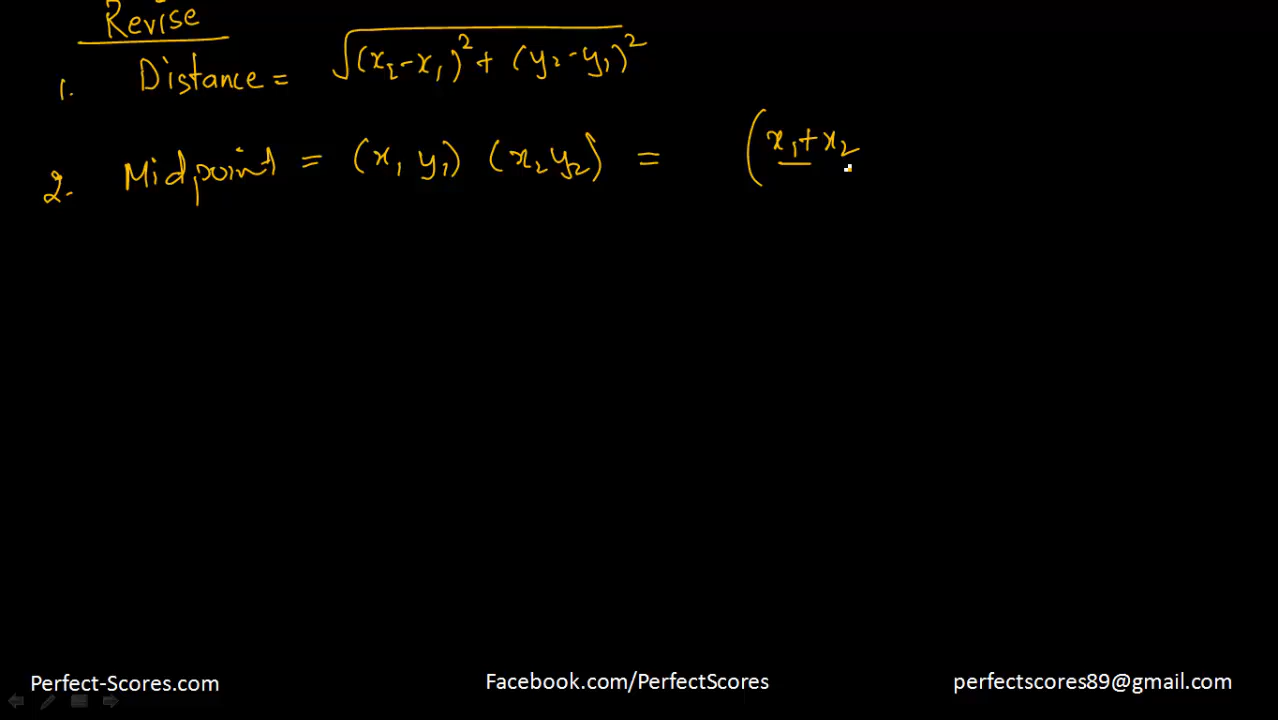 Revise
1. Distance = √(x₂-x₁)² + (y₂-y₁)²
2. Midpoint = (x₁ y₁) (x₂ y₂) = (x₁+x₂
Perfect-Scores.com Facebook.com/PerfectScores perfectscores89@gmail.com